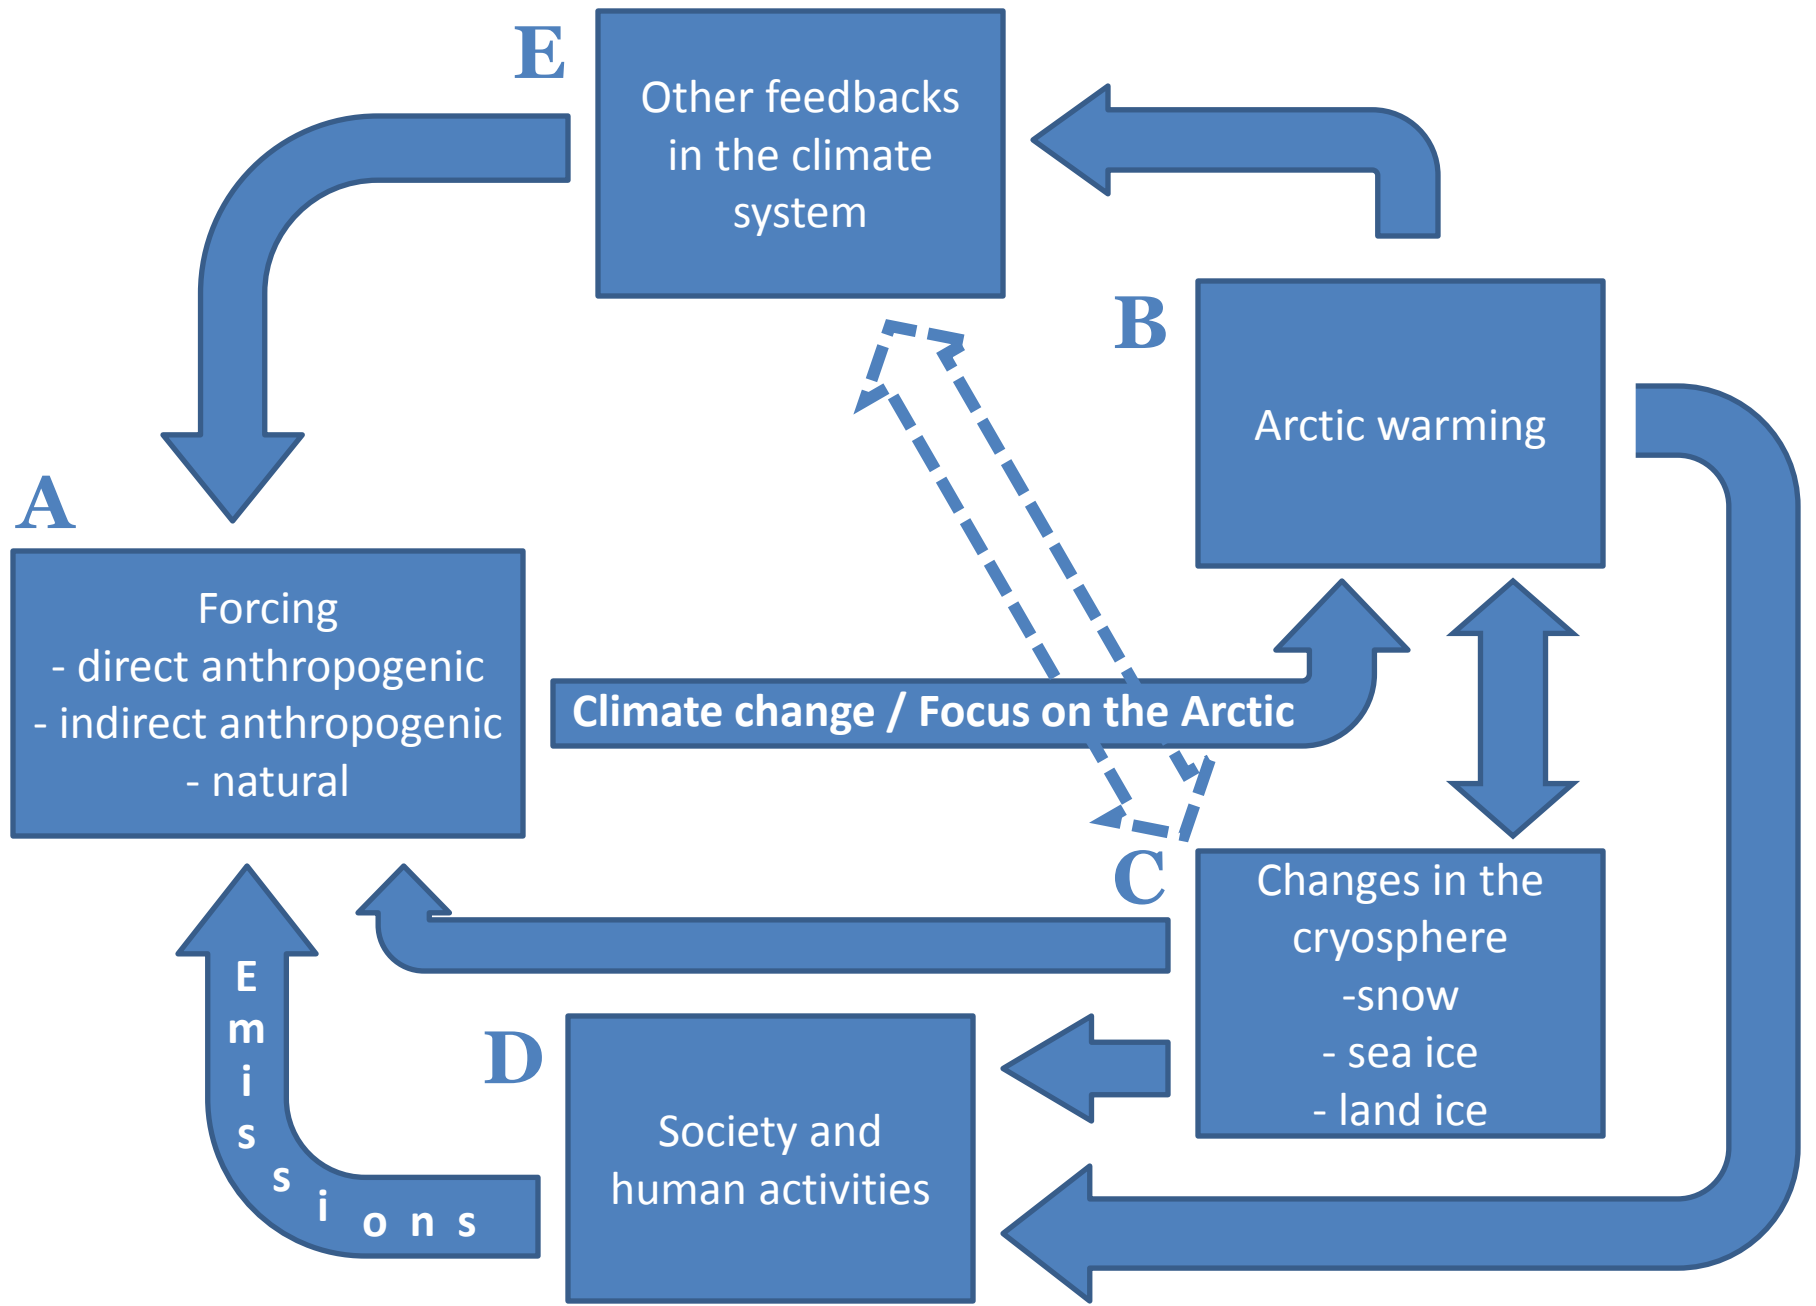 E
Other feedbacks
in the climate
system
B
Arctic warming
A
Forcing
- direct anthropogenic
- indirect anthropogenic
- natural
Climate change / Focus on the Arctic
C
Changes in the
cryosphere
-snow
- sea ice
- land ice
D
Society and
human activities
Emissions